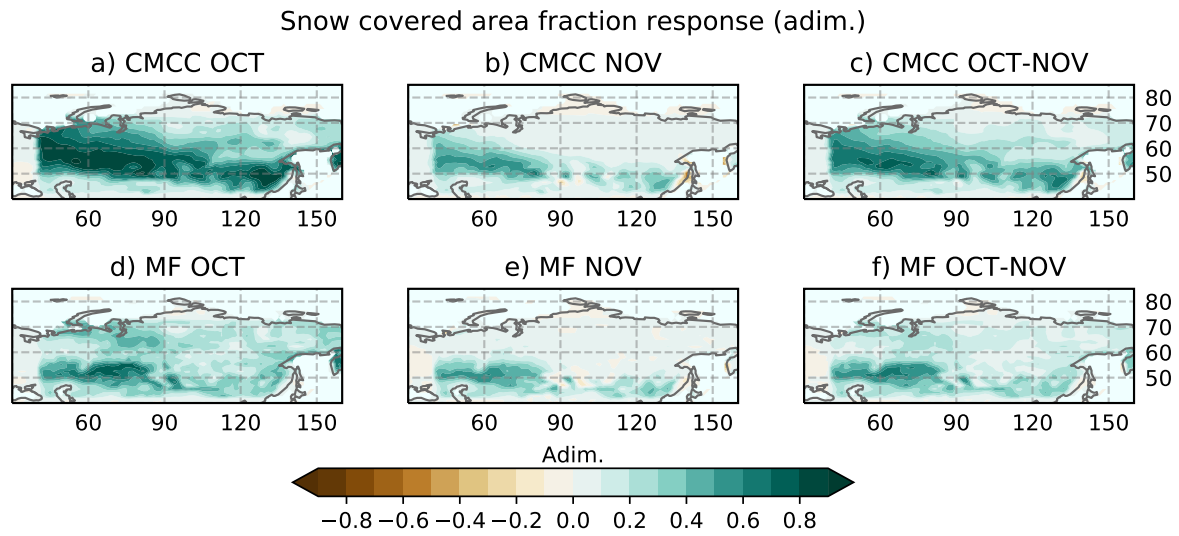 Snow covered area fraction response (adim.)
a) CMCC OCT
b) CMCC NOV
c) CMCC OCT-NOV
80
70
60
50
60 90 120 150
60 90 120 150
60 90 120 150
d) MF OCT
e) MF NOV
f) MF OCT-NOV
80
70
60
50
60 90 120 150
60 90 120 150
60 90 120 150
Adim.
−0.8 −0.6 −0.4 −0.2 0.0 0.2 0.4 0.6 0.8